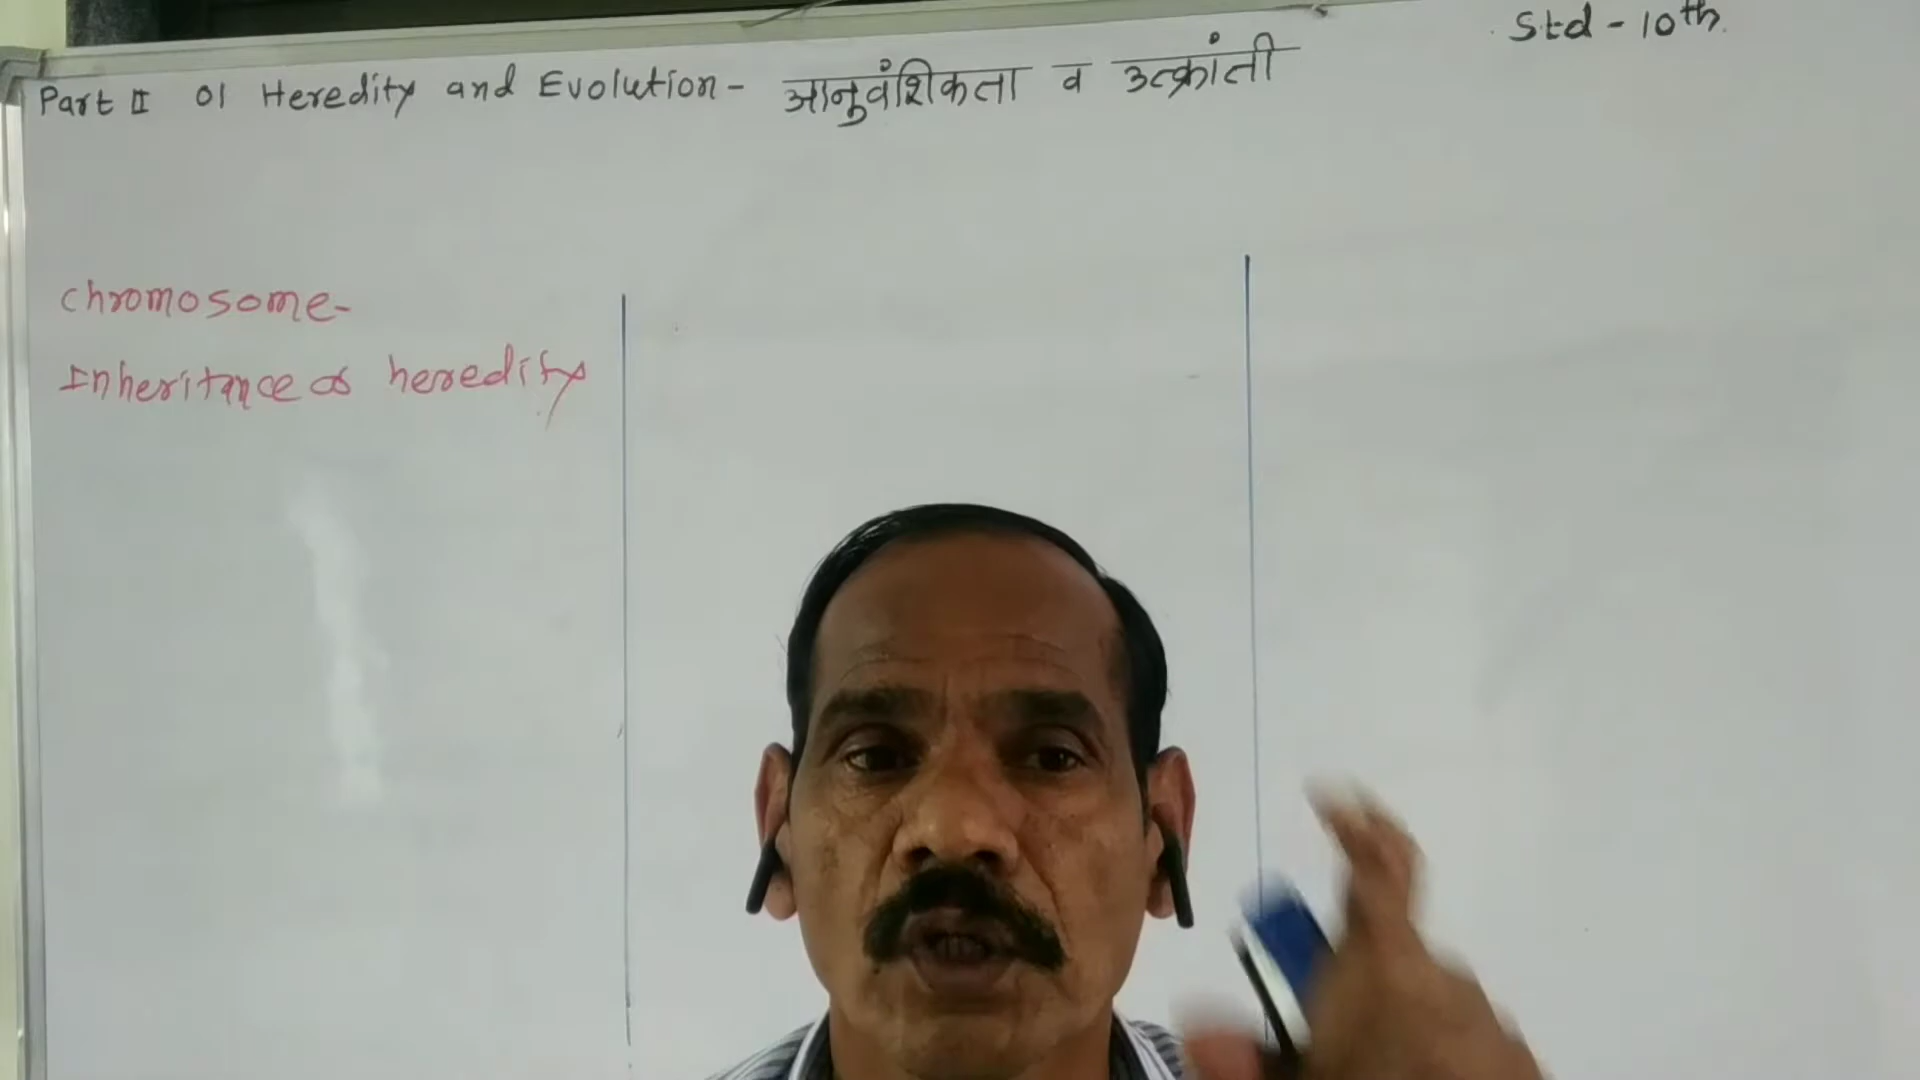 Part II 01 Heredity and Evolution - आनुवंशिकता व उत्क्रांती
Std - 10th.
chromosome-
Inheritance of heredity